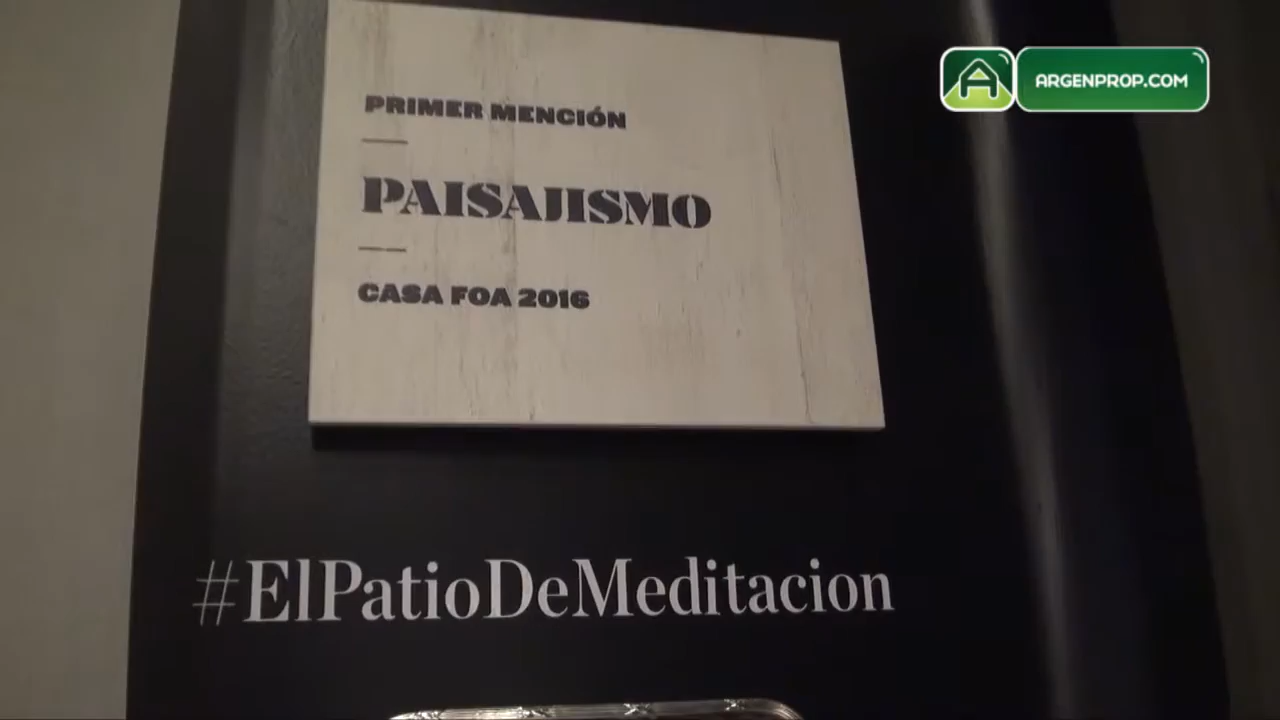 PRIMER MENCIÓN
PAISAJISMO
CASA FOA 2016
#ElPatioDeMeditacion
ARGENPROP.COM